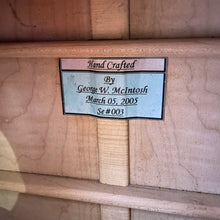 Hand Crafted
By
George W. McIntosh
March 05, 2005
Se # 003